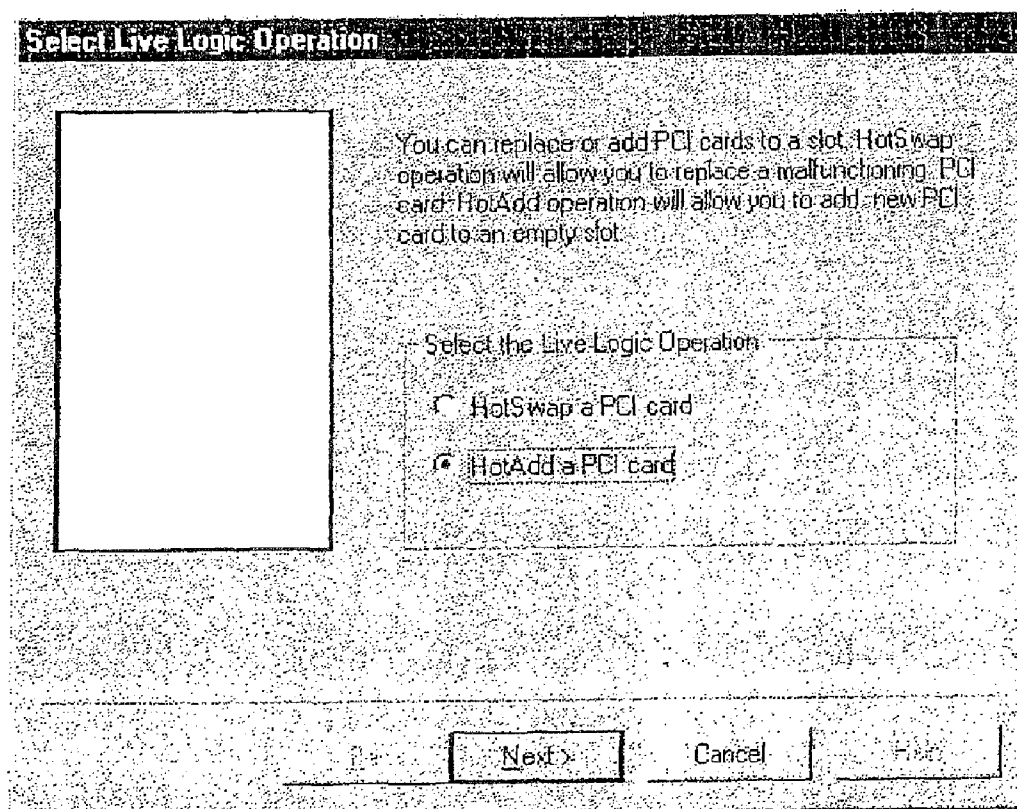 Select Live Logic Operation
You can replace or add PCI cards to a slot. HotSwap
operation will allow you to replace a malfunctioning PCI
card. HotAdd operation will allow you to add new PCI
card to an empty slot.
Select the Live Logic Operation
HotSwap a PCI card
HotAdd a PCI card
Next >
Cancel